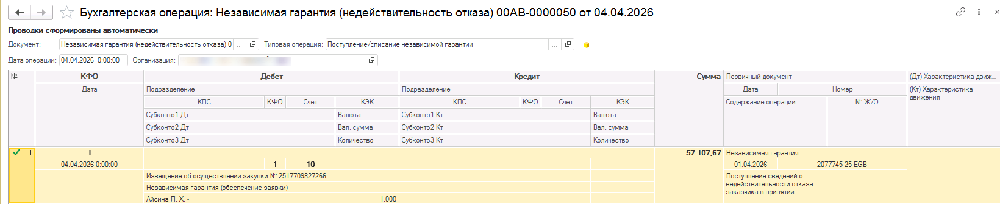 Бухгалтерская операция: Независимая гарантия (недействительность отказа) 00АВ-0000050 от 04.04.2026
Проводки сформированы автоматически
Документ: Независимая гарантия (недействительность отказа) 0 ... Типовая операция: Поступление/списание независимой гарантии ...
Дата операции: 04.04.2026 0:00:00 Организация:
№ КФО Дебет Кредит Сумма Первичный документ (Дт) Характеристика движ...
Дата Подразделение Подразделение Дата Номер (Кт) Характеристика движения
КПС КФО Счет КЭК КПС КФО Счет КЭК Содержание операции № Ж/О
Субконто1 Дт Валюта Субконто1 Кт Валюта
Субконто2 Дт Вал. сумма Субконто2 Кт Вал. сумма
Субконто3 Дт Количество Субконто3 Кт Количество
1 1 57 107,67 Независимая гарантия
04.04.2026 0:00:00 1 10 01.04.2026 2077745-25-EGB
Извещение об осуществлении закупки № 2517709827266... Поступление сведений о
Независимая гарантия (обеспечение заявки) недействительности отказа
Айсина Л. Х. - 1,000 заказчика в принятии ...